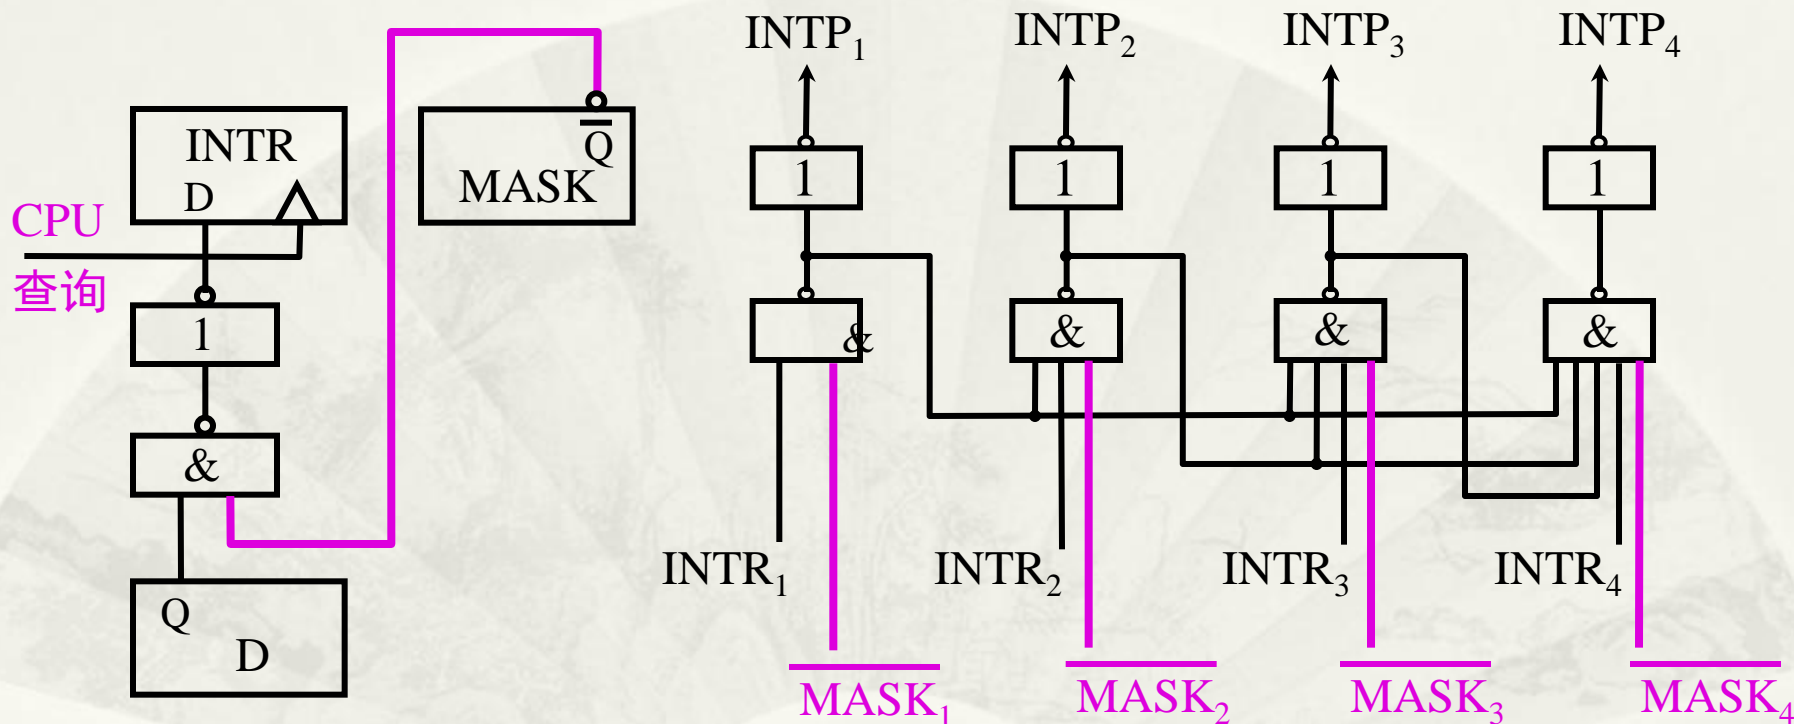 INTR
D
CPU
查询
1
&
Q
D
Q
MASK
INTP1 INTP2 INTP3 INTP4
1 1 1 1
& & & &
INTR1 INTR2 INTR3 INTR4
MASK1 MASK2 MASK3 MASK4